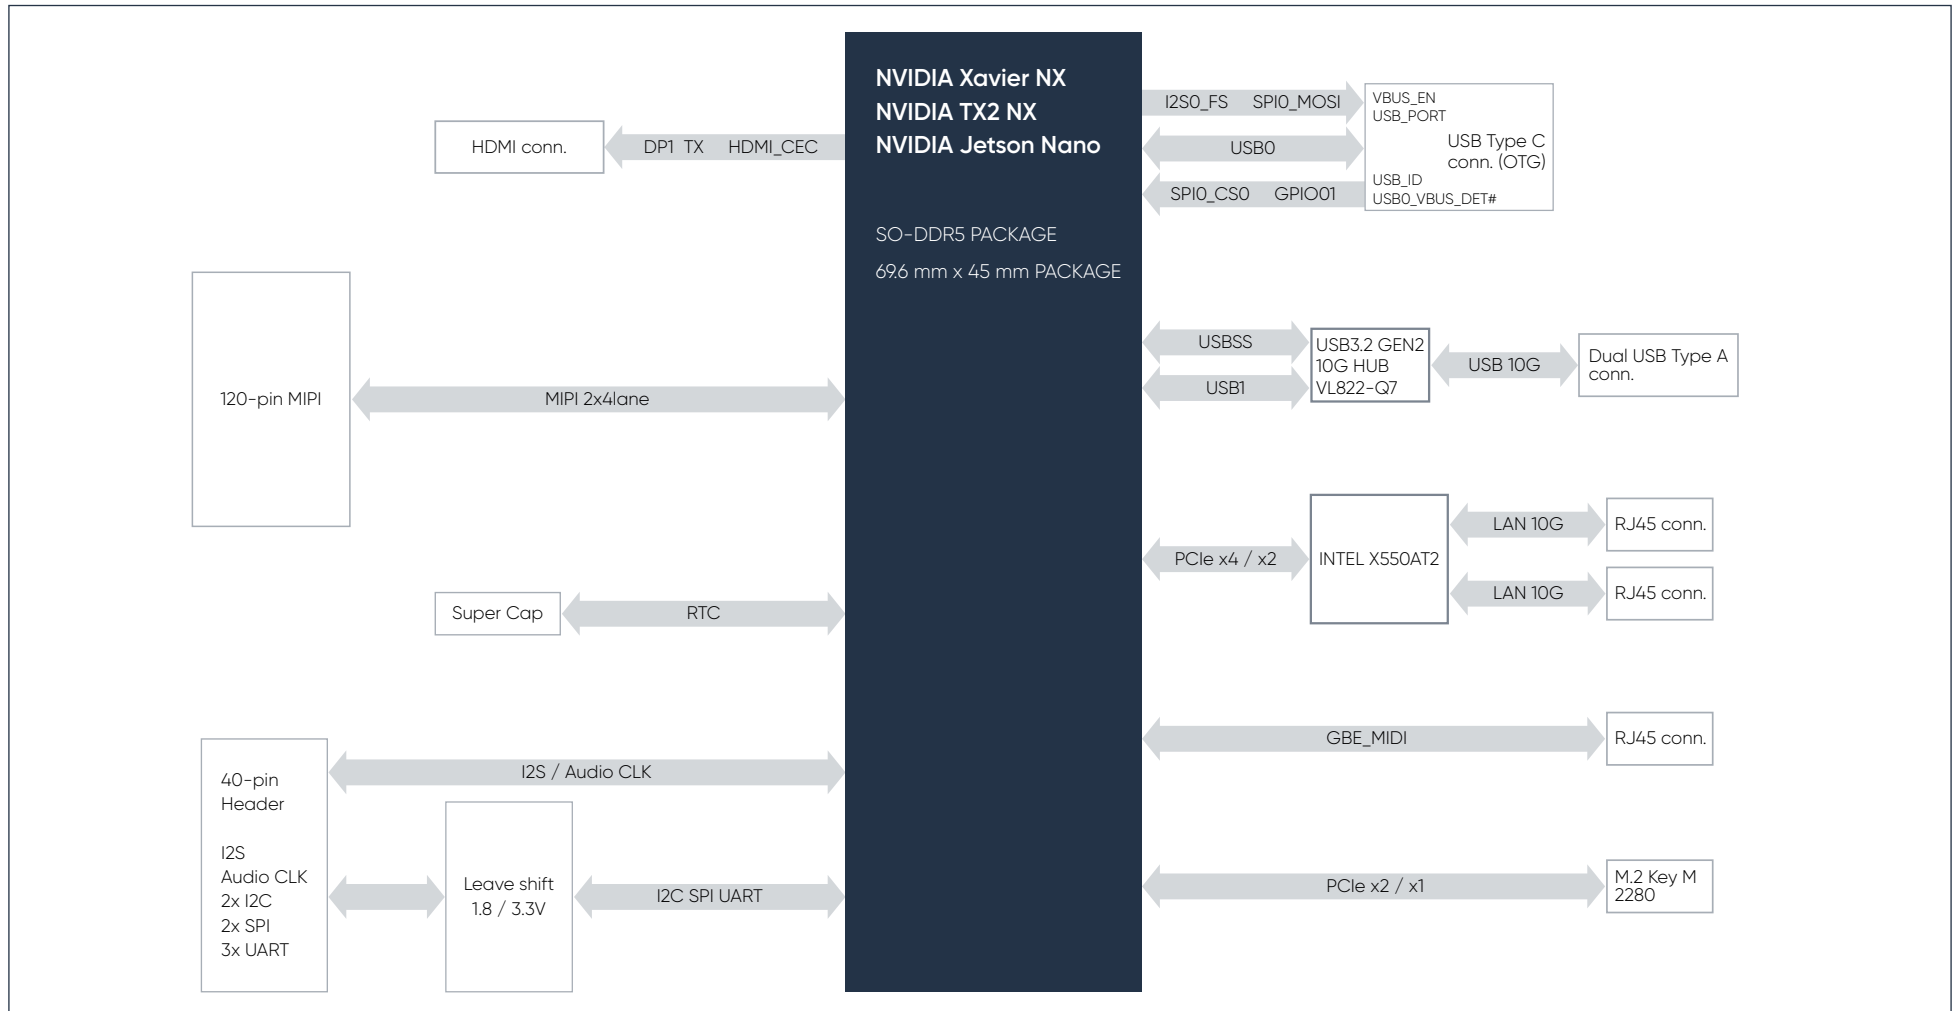 NVIDIA Xavier NX
NVIDIA TX2 NX
NVIDIA Jetson Nano
SO-DDR5 PACKAGE
69.6 mm x 45 mm PACKAGE
HDMI conn.
DP1 TX HDMI_CEC
120-pin MIPI
MIPI 2x4lane
Super Cap
RTC
40-pin
Header
I2S
Audio CLK
2x I2C
2x SPI
3x UART
I2S / Audio CLK
Leave shift
1.8 / 3.3V
I2C SPI UART
I2S0_FS SPI0_MOSI
USB0
SPI0_CS0 GPIO01
VBUS_EN
USB_PORT
USB Type C
conn. (OTG)
USB_ID
USB0_VBUS_DET#
USBSS
USB1
USB3.2 GEN2
10G HUB
VL822-Q7
USB 10G
Dual USB Type A
conn.
PCIe x4 / x2
INTEL X550AT2
LAN 10G
RJ45 conn.
LAN 10G
RJ45 conn.
GBE_MIDI
RJ45 conn.
PCIe x2 / x1
M.2 Key M
2280